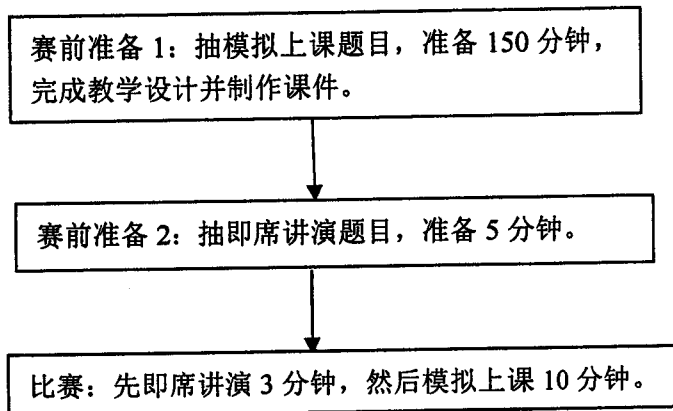 赛前准备 1：抽模拟上课题目，准备 150 分钟，
完成教学设计并制作课件。
赛前准备 2：抽即席讲演题目，准备 5 分钟。
比赛：先即席讲演 3 分钟，然后模拟上课 10 分钟。